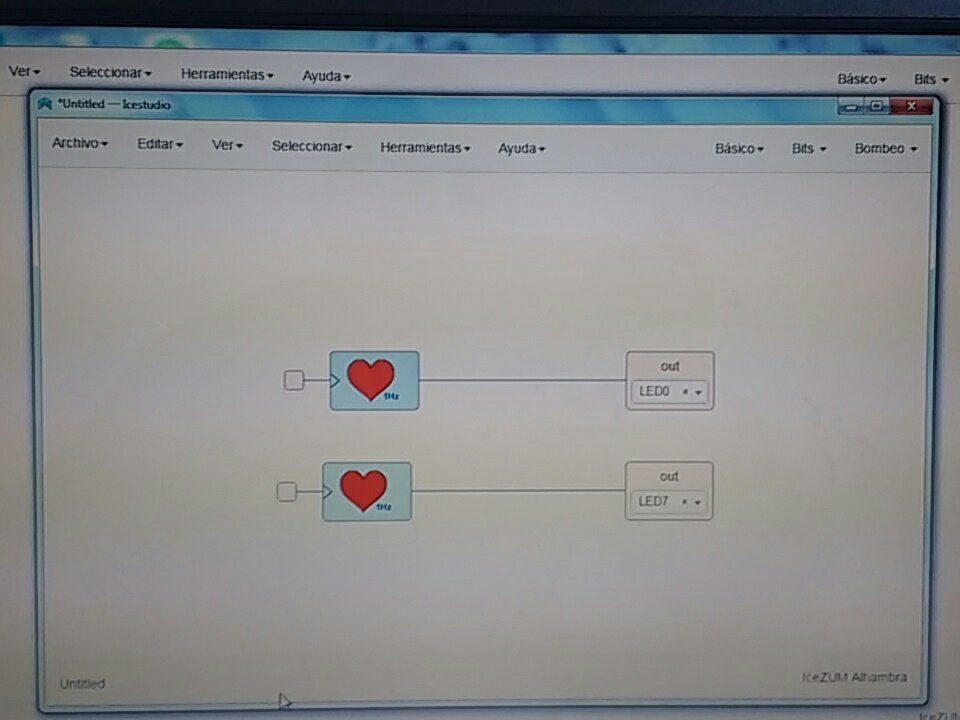 Ver Seleccionar Herramientas Ayuda Básico Bits
*Untitled — Icestudio
Archivo Editar Ver Seleccionar Herramientas Ayuda Básico Bits Bombeo
out
1Hz LED0
out
1Hz LED7
Untitled IceZUM Alhambra